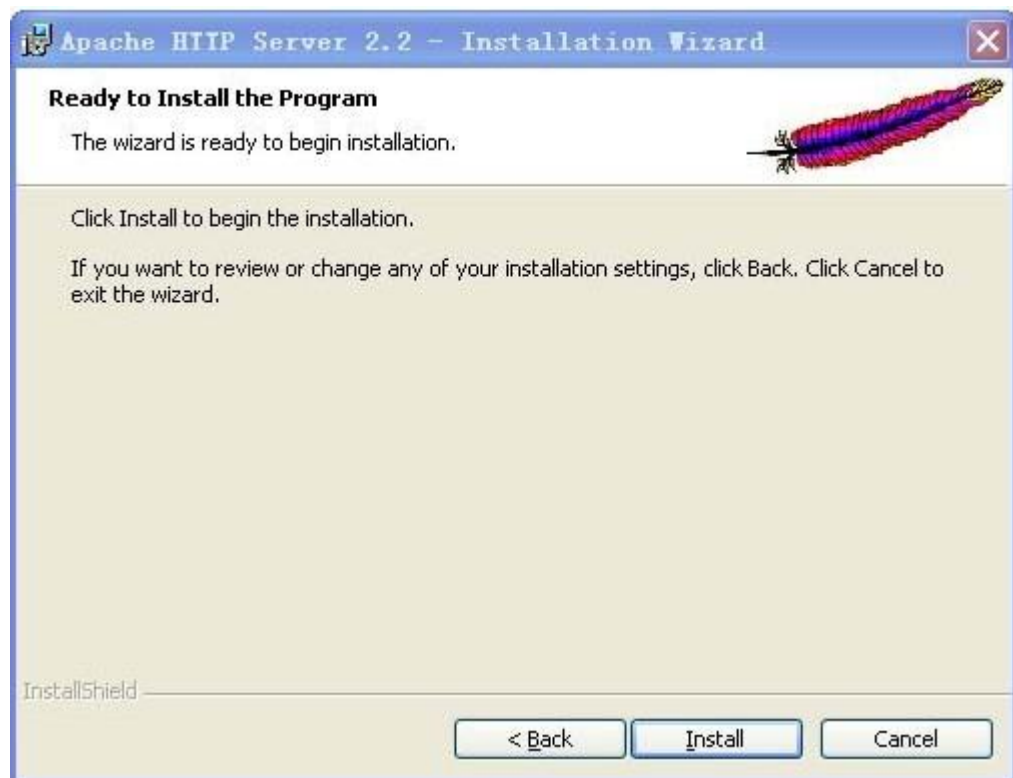 Apache HTTP Server 2.2 - Installation Wizard
Ready to Install the Program
The wizard is ready to begin installation.
Click Install to begin the installation.
If you want to review or change any of your installation settings, click Back. Click Cancel to
exit the wizard.
InstallShield
< Back
Install
Cancel